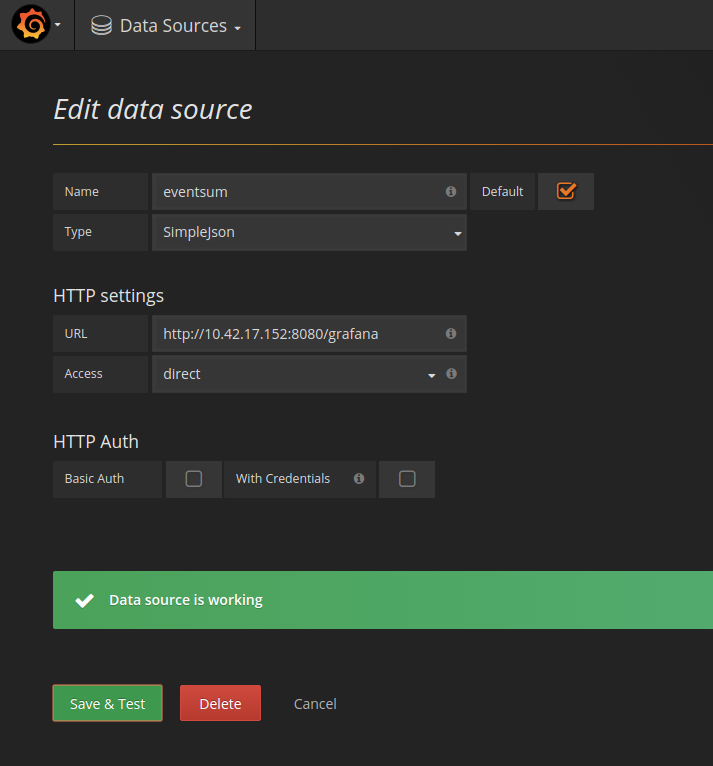 Data Sources
Edit data source
Name eventsum Default
Type SimpleJson
HTTP settings
URL http://10.42.17.152:8080/grafana
Access direct
HTTP Auth
Basic Auth With Credentials
Data source is working
Save & Test Delete Cancel